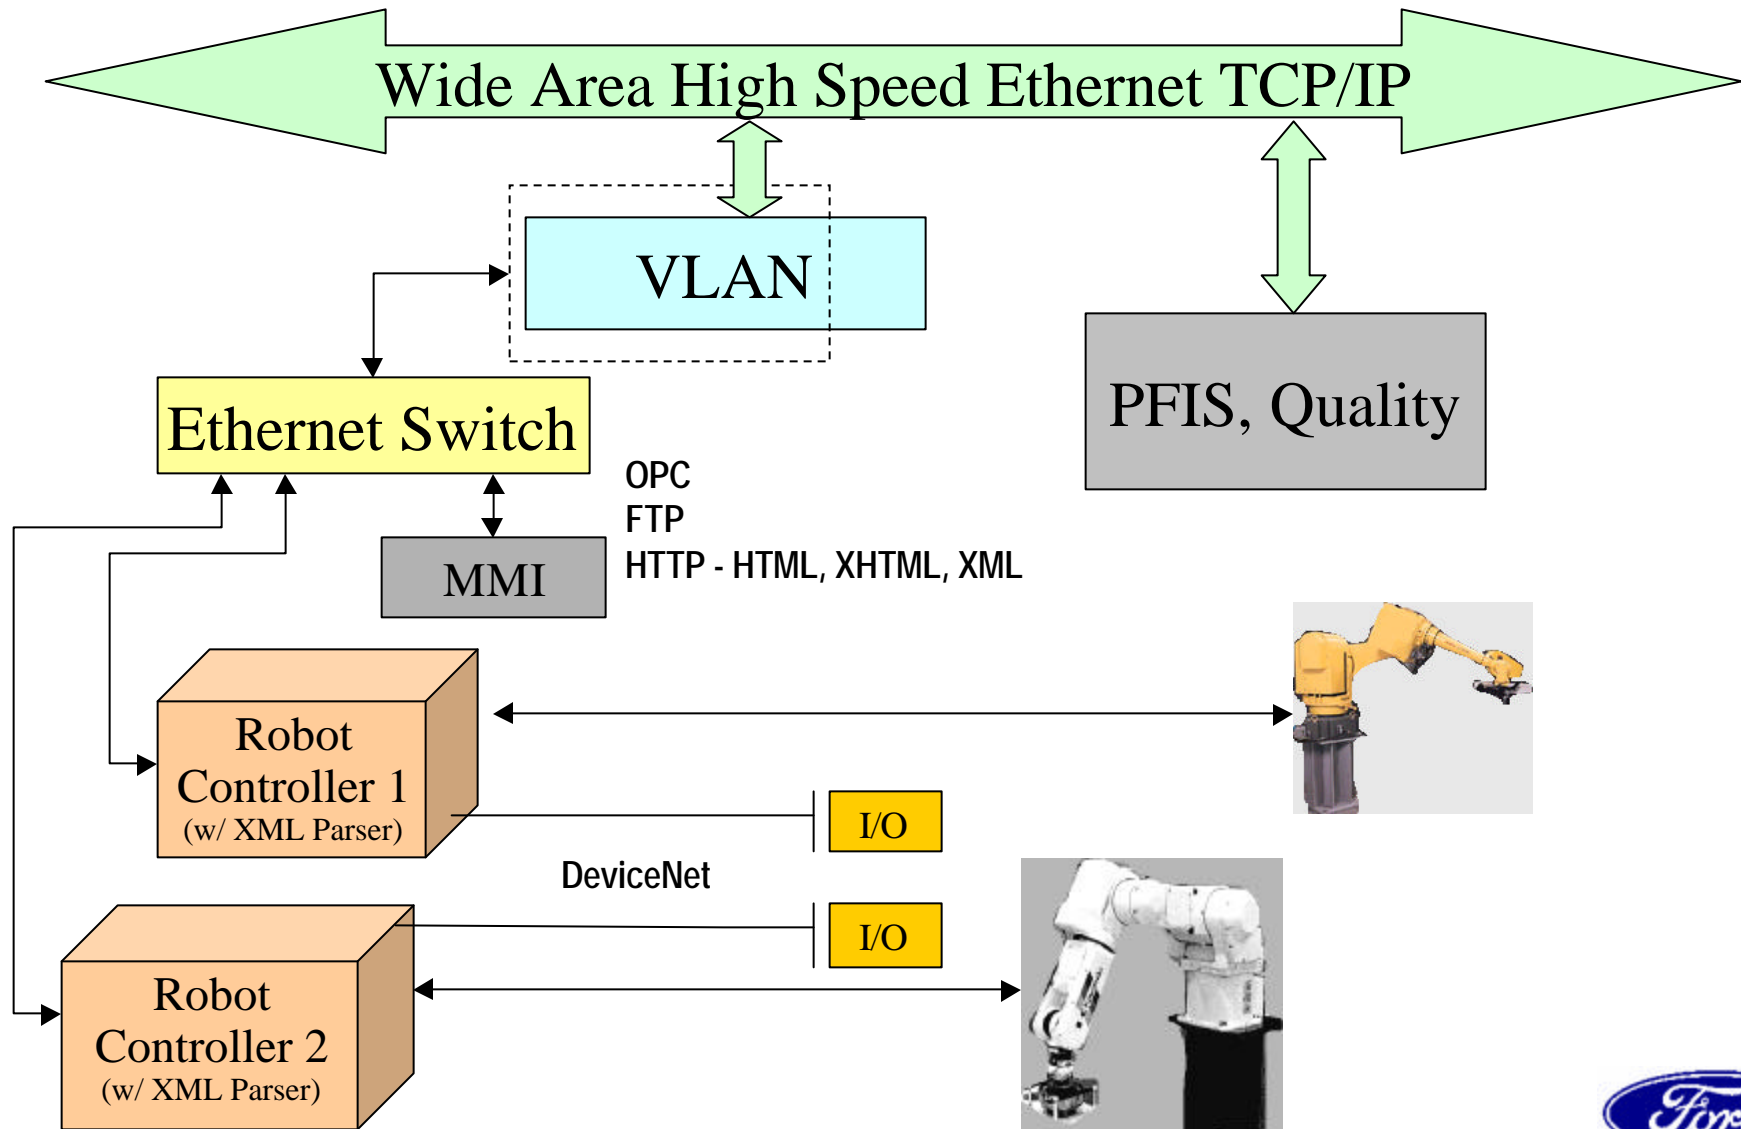 Wide Area High Speed Ethernet TCP/IP
VLAN
PFIS, Quality
Ethernet Switch
OPC
FTP
HTTP - HTML, XHTML, XML
MMI
Robot
Controller 1
(w/ XML Parser)
I/O
DeviceNet
I/O
Robot
Controller 2
(w/ XML Parser)
Ford